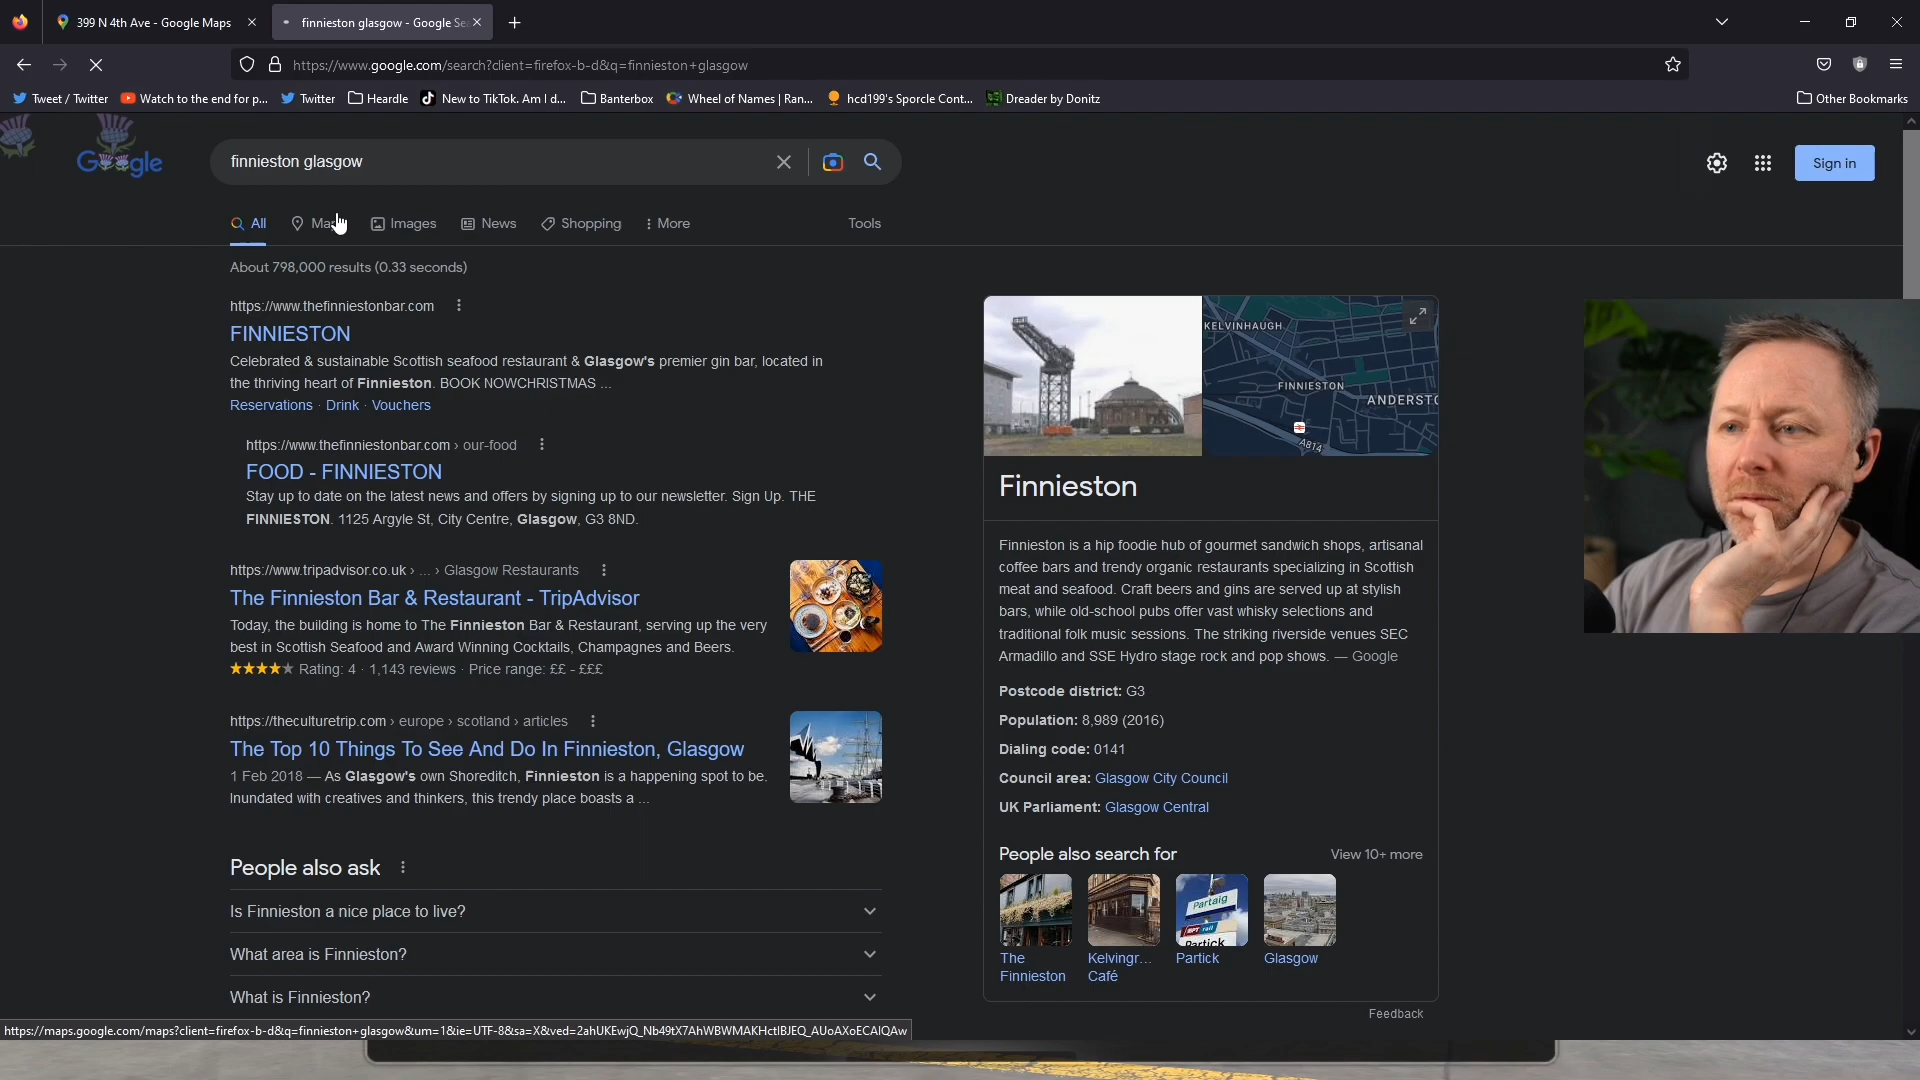 399 N 4th Ave - Google Maps
finnieston glasgow - Google Se
https://www.google.com/search?client=firefox-b-d&q=finnieston+glasgow
Tweet / Twitter
Watch to the end for p...
Twitter
Heardle
New to TikTok. Am I d...
Banterbox
Wheel of Names | Ran...
hcd199's Sporcle Cont...
Dreader by Donitz
Other Bookmarks
Google
finnieston glasgow
Sign in
All
Images
News
Shopping
More
Tools
About 798,000 results (0.33 seconds)
https://www.thefinniestonbar.com
FINNIESTON
Celebrated & sustainable Scottish seafood restaurant & Glasgow's premier gin bar, located in
the thriving heart of Finnieston. BOOK NOWCHRISTMAS ...
Reservations · Drink · Vouchers
https://www.thefinniestonbar.com › our-food
FOOD - FINNIESTON
Stay up to date on the latest news and offers by signing up to our newsletter. Sign Up. THE
FINNIESTON. 1125 Argyle St, City Centre, Glasgow, G3 8ND.
https://www.tripadvisor.co.uk › ... › Glasgow Restaurants
The Finnieston Bar & Restaurant - TripAdvisor
Today, the building is home to The Finnieston Bar & Restaurant, serving up the very
best in Scottish Seafood and Award Winning Cocktails, Champagnes and Beers.
Rating: 4 · 1,143 reviews · Price range: ££ - £££
https://theculturetrip.com › europe › scotland › articles
The Top 10 Things To See And Do In Finnieston, Glasgow
1 Feb 2018 — As Glasgow's own Shoreditch, Finnieston is a happening spot to be.
Inundated with creatives and thinkers, this trendy place boasts a ...
People also ask
Is Finnieston a nice place to live?
What area is Finnieston?
What is Finnieston?
KELVINHAUGH
FINNIESTON
ANDERSTO
A814
Finnieston
Finnieston is a hip foodie hub of gourmet sandwich shops, artisanal
coffee bars and trendy organic restaurants specializing in Scottish
meat and seafood. Craft beers and gins are served up at stylish
bars, while old-school pubs offer vast whisky selections and
traditional folk music sessions. The striking riverside venues SEC
Armadillo and SSE Hydro stage rock and pop shows. — Google
Postcode district: G3
Population: 8,989 (2016)
Dialing code: 0141
Council area: Glasgow City Council
UK Parliament: Glasgow Central
People also search for
View 10+ more
Partaig
Partick
The
Finnieston
Kelvingr...
Café
Partick
Glasgow
Feedback
https://maps.google.com/maps?client=firefox-b-d&q=finnieston+glasgow&um=1&ie=UTF-8&sa=X&ved=2ahUKEwjQ_Nb49tX7AhWBWMAKHctIBJEQ_AUoAXoECAIQAw